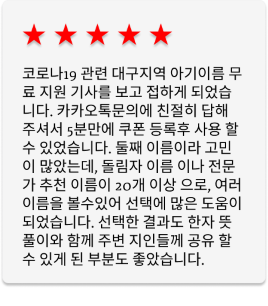 ★★★★★
코로나19 관련 대구지역 아기이름 무
료 지원 기사를 보고 접하게 되었습
니다. 카카오톡문의에 친절히 답해
주셔서 5분만에 쿠폰 등록후 사용 할
수 있었습니다. 둘째 이름이라 고민
이 많았는데, 돌림자 이름 이나 전문
가 추천 이름이 20개 이상 으로, 여러
이름을 볼수있어 선택에 많은 도움이
되었습니다. 선택한 결과도 한자 뜻
풀이와 함께 주변 지인들께 공유 할
수 있게 된 부분도 좋았습니다.